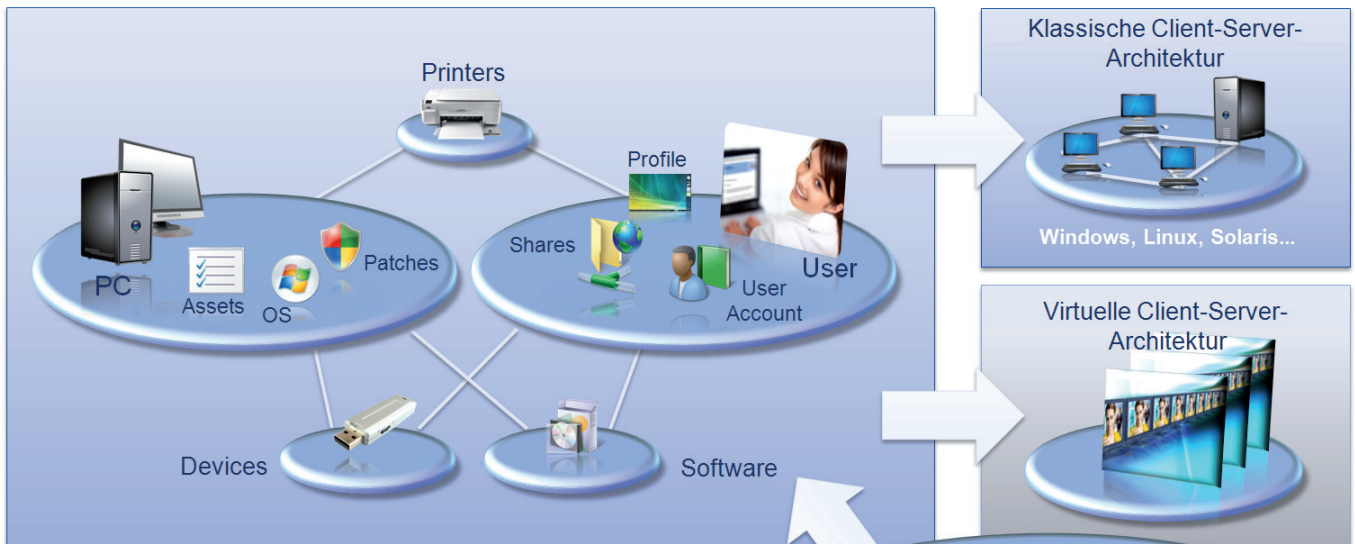 Printers
Profile
Shares
User
User
Account
PC
Assets
OS
Patches
Devices
Software
Klassische Client-Server-
Architektur
Windows, Linux, Solaris...
Virtuelle Client-Server-
Architektur